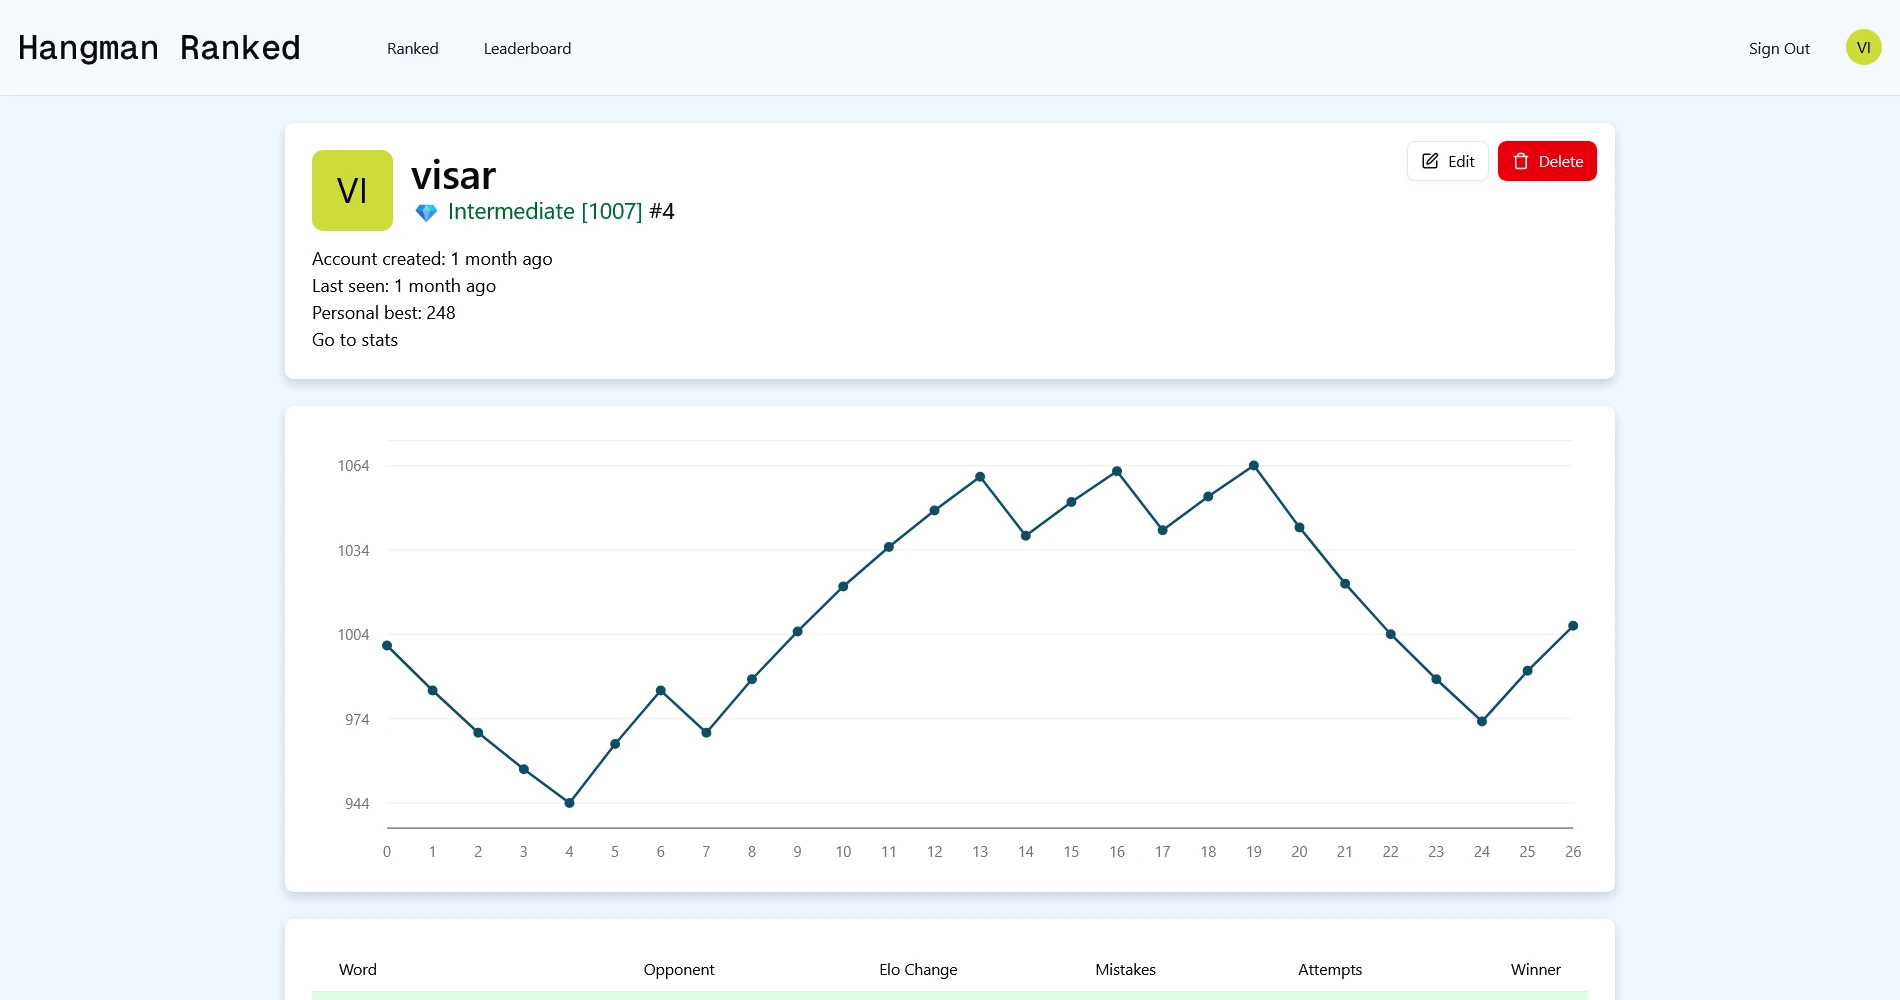 Hangman Ranked
Ranked
Leaderboard
Sign Out
VI
VI
visar
Intermediate [1007] #4
Edit
Delete
Account created: 1 month ago
Last seen: 1 month ago
Personal best: 248
Go to stats
1064
1034
1004
974
944
0 1 2 3 4 5 6 7 8 9 10 11 12 13 14 15 16 17 18 19 20 21 22 23 24 25 26
Word Opponent Elo Change Mistakes Attempts Winner